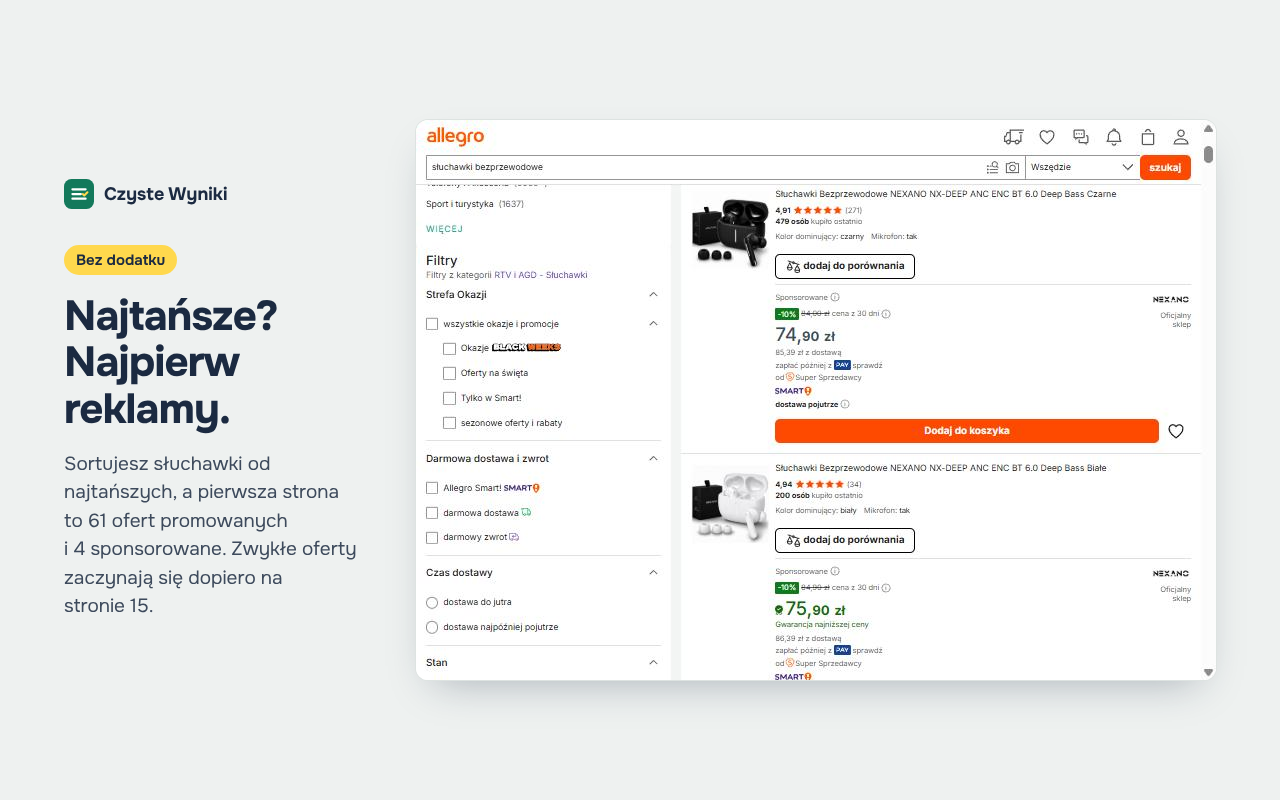 Czyste Wyniki
Bez dodatku
Najtańsze?
Najpierw
reklamy.
Sortujesz słuchawki od
najtańszych, a pierwsza strona
to 61 ofert promowanych
i 4 sponsorowane. Zwykłe oferty
zaczynają się dopiero na
stronie 15.
allegro
słuchawki bezprzewodowe
Wszędzie
szukaj
Sport i turystyka (1637)
WIĘCEJ
Filtry
Filtry z kategorii RTV i AGD - Słuchawki
Strefa Okazji
wszystkie okazje i promocje
Okazje BLACK WEEKS
Oferty na święta
Tylko w Smart!
sezonowe oferty i rabaty
Darmowa dostawa i zwrot
Allegro Smart! SMART
darmowa dostawa
darmowy zwrot
Czas dostawy
dostawa do jutra
dostawa najpóźniej pojutrze
Stan
Słuchawki Bezprzewodowe NEXANO NX-DEEP ANC ENC BT 6.0 Deep Bass Czarne
4,91 (271)
479 osób kupiło ostatnio
Kolor dominujący: czarny Mikrofon: tak
dodaj do porównania
Sponsorowane
NEXANO
Oficjalny
sklep
-10% 84,00 zł cena z 30 dni
74,90 zł
85,39 zł z dostawą
zapłać później z PAY sprawdź
od Super Sprzedawcy
SMART
dostawa pojutrze
Dodaj do koszyka
Słuchawki Bezprzewodowe NEXANO NX-DEEP ANC ENC BT 6.0 Deep Bass Białe
4,94 (34)
200 osób kupiło ostatnio
Kolor dominujący: biały Mikrofon: tak
dodaj do porównania
Sponsorowane
NEXANO
Oficjalny
sklep
-10% 84,90 zł cena z 30 dni
75,90 zł
Gwarancja najniższej ceny
86,39 zł z dostawą
zapłać później z PAY sprawdź
od Super Sprzedawcy
SMART